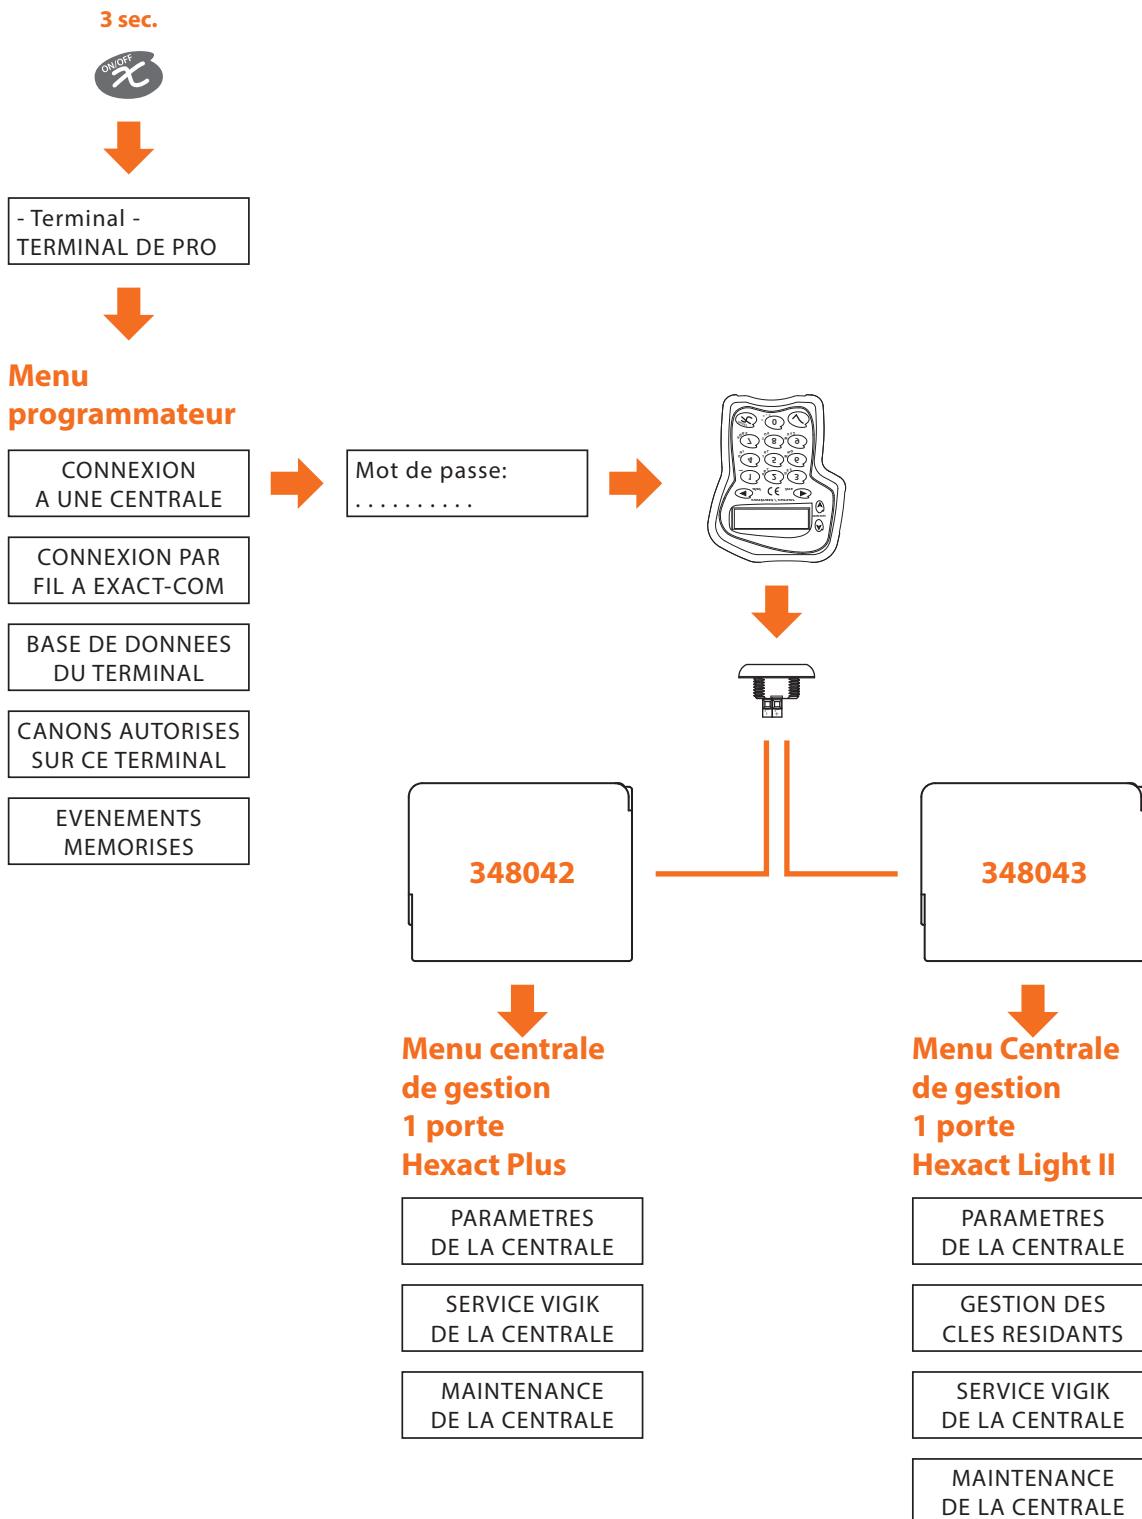 3 sec.
ON/OFF
- Terminal -
TERMINAL DE PRO
Menu
programmateur
CONNEXION
A UNE CENTRALE
Mot de passe:
. . . . . . . . . .
CONNEXION PAR
FIL A EXACT-COM
BASE DE DONNEES
DU TERMINAL
CANONS AUTORISES
SUR CE TERMINAL
EVENEMENTS
MEMORISES
348042
348043
Menu centrale
de gestion
1 porte
Hexact Plus
PARAMETRES
DE LA CENTRALE
SERVICE VIGIK
DE LA CENTRALE
MAINTENANCE
DE LA CENTRALE
Menu Centrale
de gestion
1 porte
Hexact Light II
PARAMETRES
DE LA CENTRALE
GESTION DES
CLES RESIDANTS
SERVICE VIGIK
DE LA CENTRALE
MAINTENANCE
DE LA CENTRALE